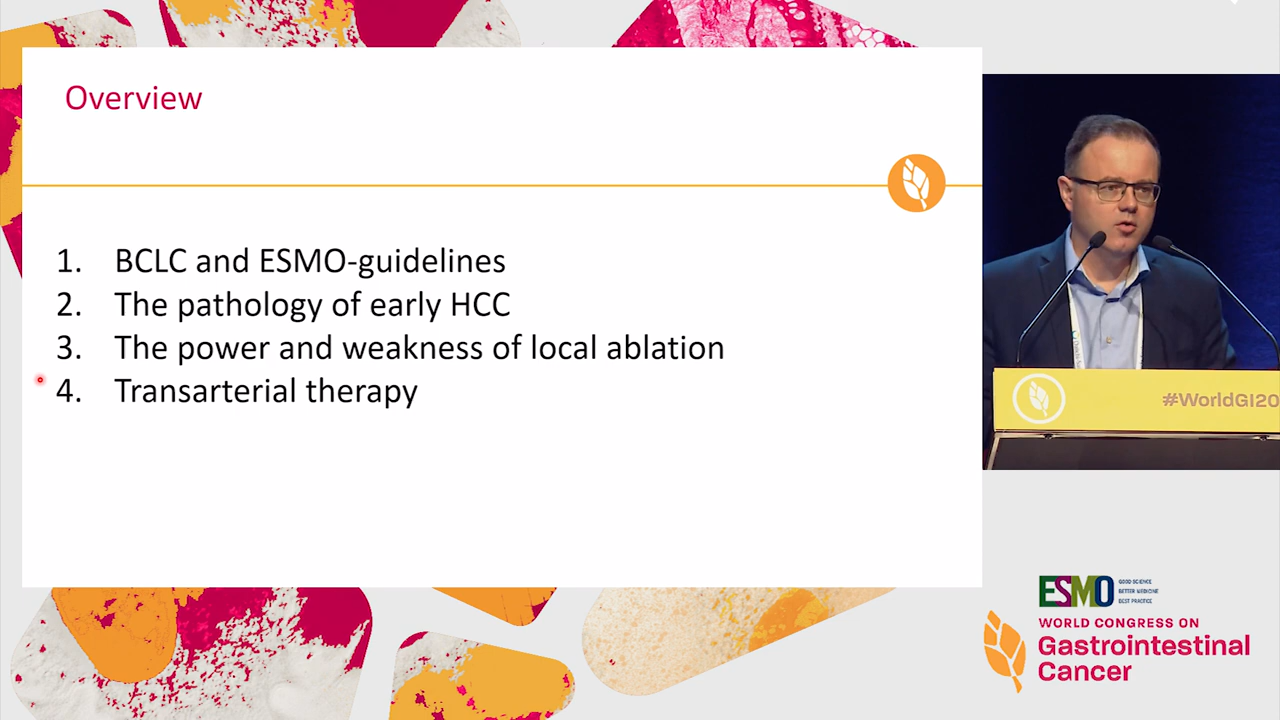 Overview
1. BCLC and ESMO-guidelines
2. The pathology of early HCC
3. The power and weakness of local ablation
4. Transarterial therapy
#WorldGI20
ESMO
GOOD SCIENCE
BETTER MEDICINE
BEST PRACTICE
WORLD CONGRESS ON
Gastrointestinal
Cancer